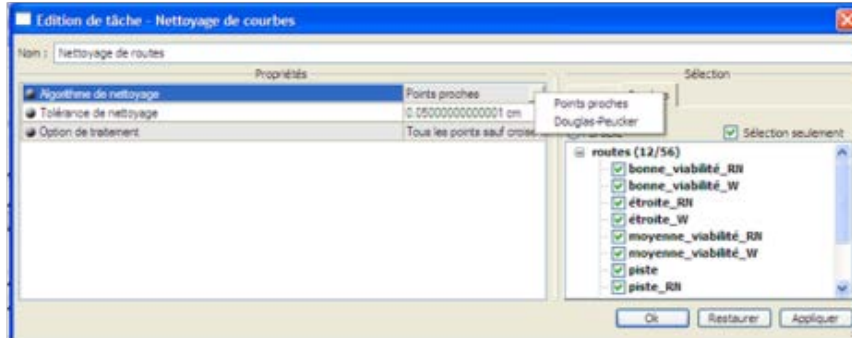 Edition de tâche - Nettoyage de courbes
Nom : Nettoyage de routes
Propriétés
Sélection
Algorithme de nettoyage Points proches
Points proches
Tolérance de nettoyage 0.05000000000001 cm
Douglas-Peucker
Option de traitement Tous les points sauf croise
Sélection seulement
routes (12/56)
bonne_viabilité_RN
bonne_viabilité_W
étroite_RN
étroite_W
moyenne_viabilité_RN
moyenne_viabilité_W
piste
piste_RN
Ok Restaurer Appliquer